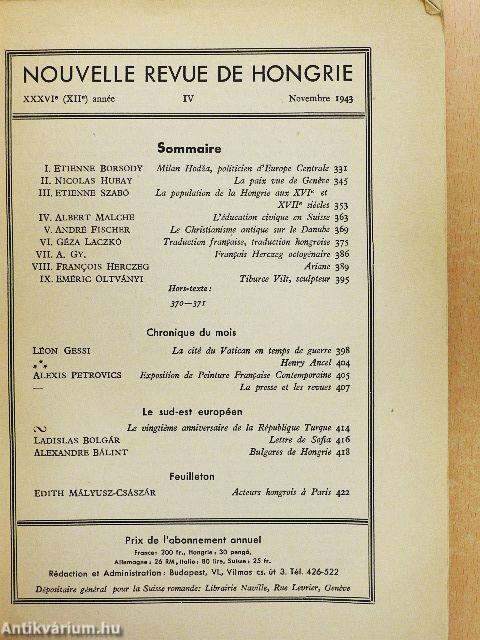 NOUVELLE REVUE DE HONGRIE
XXXVIe (XIIe) année IV Novembre 1943
Sommaire
I. ETIENNE BORSODY Milan Hodža, politicien d'Europe Centrale 331
II. NICOLAS HUBAY La paix vue de Genève 345
III. ETIENNE SZABÓ La population de la Hongrie aux XVIe et
XVIIe siècles 353
IV. ALBERT MALCHE L'éducation civique en Suisse 363
V. ANDRÉ FISCHER Le Christianisme antique sur le Danube 369
VI. GÉZA LACZKÓ Traduction française, traduction hongroise 375
VII. A. GY. François Herczeg octogénaire 386
VIII. FRANÇOIS HERCZEG Ariane 389
IX. EMÉRIC OLTVÁNYI Tiburce Vilt, sculpteur 395
Hors-texte:
370—371
Chronique du mois
LÉON GESSI La cité du Vatican en temps de guerre 398
*** Henry Ancel 404
ALEXIS PETROVICS Exposition de Peinture Française Contemporaine 405
— La presse et les revues 407
Le sud-est européen
Le vingtième anniversaire de la République Turque 414
LADISLAS BOLGÁR Lettre de Sofia 416
ALEXANDRE BÁLINT Bulgares de Hongrie 418
Feuilleton
EDITH MÁLYUSZ-CSÁSZÁR Acteurs hongrois à Paris 422
Prix de l'abonnement annuel
France: 200 fr., Hongrie: 30 pengő,
Allemagne: 26 RM, Italie: 80 lire, Suisse: 25 fr.
Rédaction et Administration: Budapest, VI., Vilmos cs. út 3. Tél. 426-522
Dépositaire général pour la Suisse romande: Librairie Naville, Rue Levrier, Genève
Antikvárium.hu